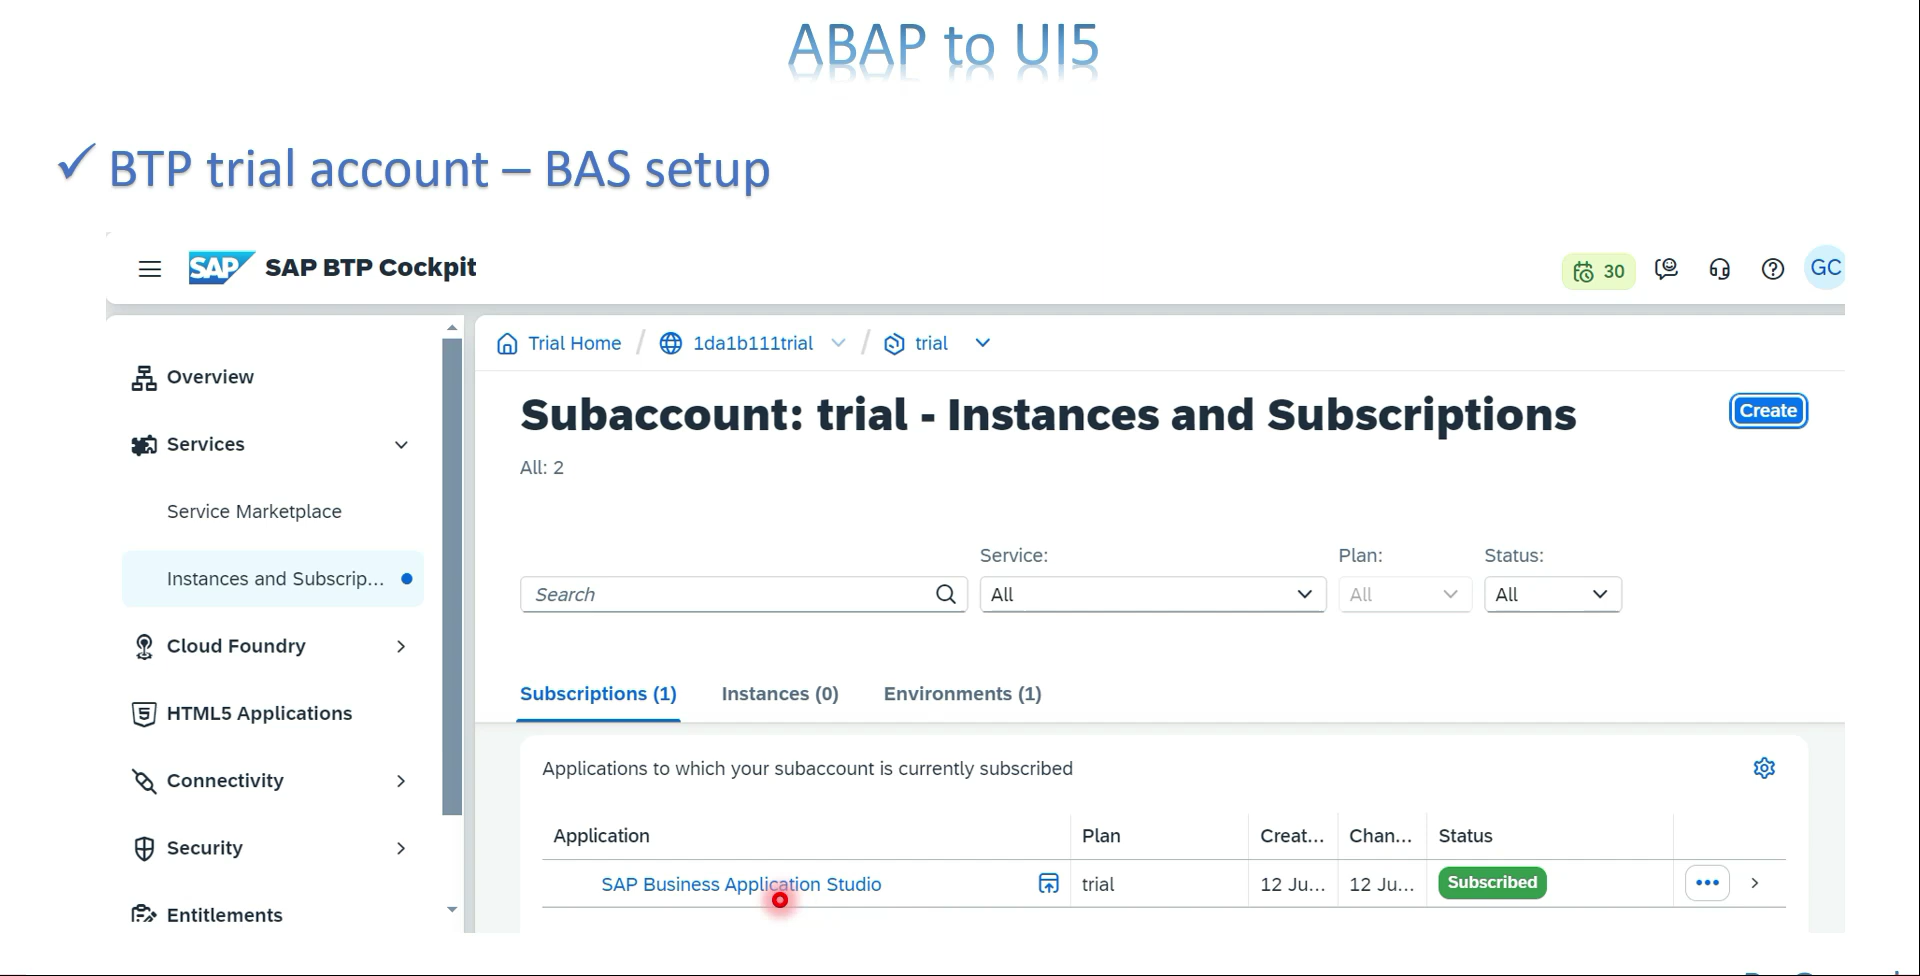 ABAP to UI5
✓ BTP trial account – BAS setup
SAP SAP BTP Cockpit
30
GC
Overview
Services
Service Marketplace
Instances and Subscrip...
Cloud Foundry
HTML5 Applications
Connectivity
Security
Entitlements
Trial Home / 1da1b111trial / trial
Subaccount: trial - Instances and Subscriptions
Create
All: 2
Service: Plan: Status:
Search All All All
Subscriptions (1) Instances (0) Environments (1)
Applications to which your subaccount is currently subscribed
Application Plan Creat... Chan... Status
SAP Business Application Studio trial 12 Ju... 12 Ju... Subscribed